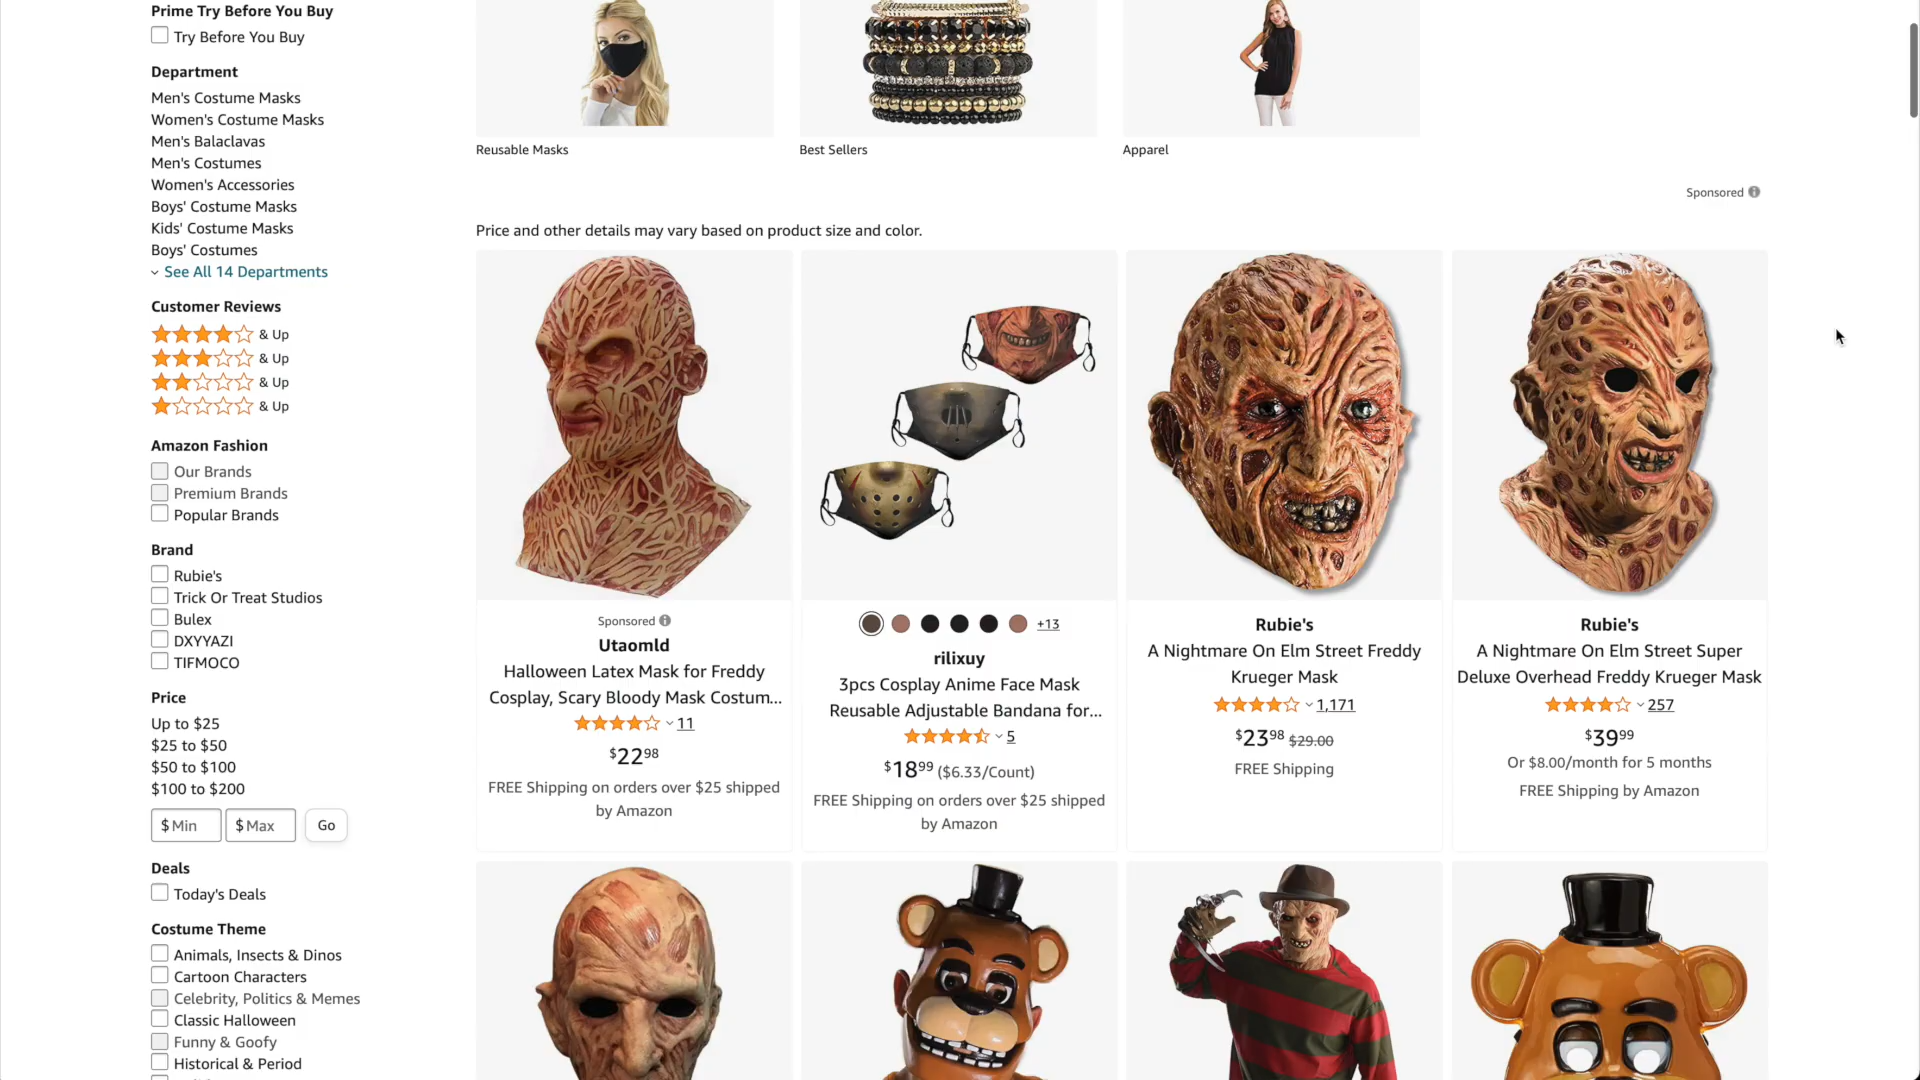 Prime Try Before You Buy
Try Before You Buy
Department
Men's Costume Masks
Women's Costume Masks
Men's Balaclavas
Men's Costumes
Women's Accessories
Boys' Costume Masks
Kids' Costume Masks
Boys' Costumes
See All 14 Departments
Customer Reviews
& Up
& Up
& Up
& Up
Amazon Fashion
Our Brands
Premium Brands
Popular Brands
Brand
Rubie's
Trick Or Treat Studios
Bulex
DXYYAZI
TIFMOCO
Price
Up to $25
$25 to $50
$50 to $100
$100 to $200
$ Min $ Max Go
Deals
Today's Deals
Costume Theme
Animals, Insects & Dinos
Cartoon Characters
Celebrity, Politics & Memes
Classic Halloween
Funny & Goofy
Historical & Period
Reusable Masks
Best Sellers
Apparel
Sponsored
Price and other details may vary based on product size and color.
Sponsored
Utaomld
Halloween Latex Mask for Freddy
Cosplay, Scary Bloody Mask Costum...
11
$22 98
FREE Shipping on orders over $25 shipped
by Amazon
+13
rilixuy
3pcs Cosplay Anime Face Mask
Reusable Adjustable Bandana for...
5
$18 99 ($6.33/Count)
FREE Shipping on orders over $25 shipped
by Amazon
Rubie's
A Nightmare On Elm Street Freddy
Krueger Mask
1,171
$23 98 $29.00
FREE Shipping
Rubie's
A Nightmare On Elm Street Super
Deluxe Overhead Freddy Krueger Mask
257
$39 99
Or $8.00/month for 5 months
FREE Shipping by Amazon